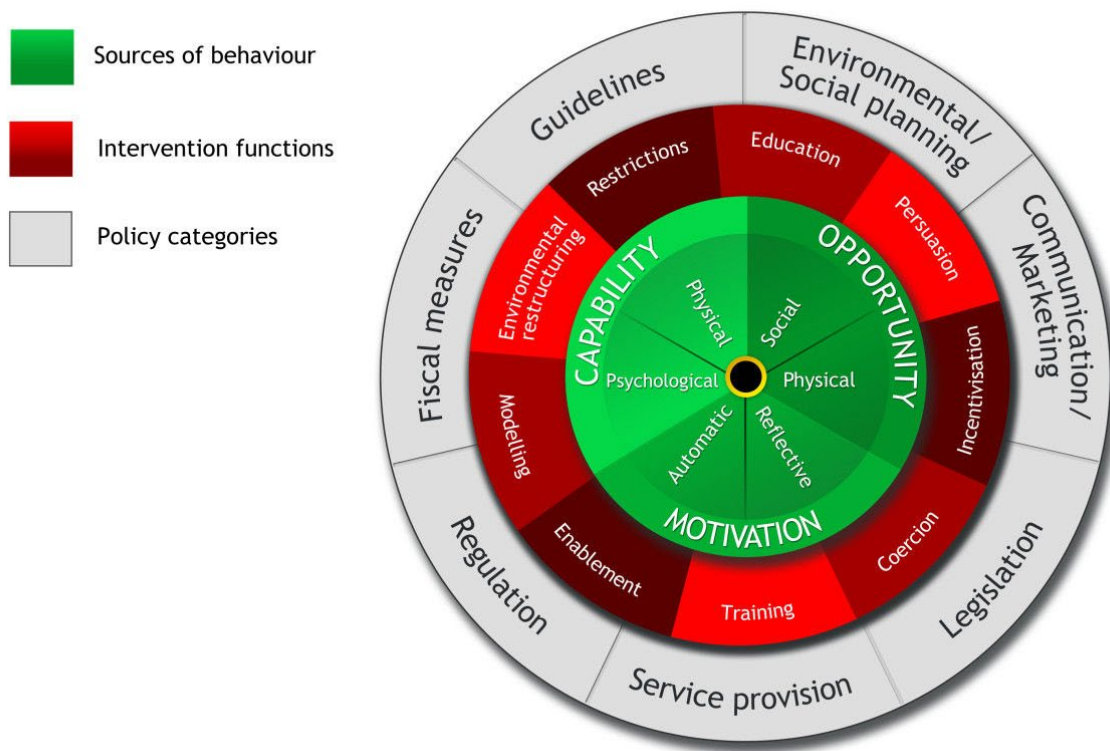 Sources of behaviour
Intervention functions
Policy categories
Guidelines
Environmental/
Social planning
Communication/
Marketing
Legislation
Service provision
Regulation
Fiscal measures
Restrictions
Education
Persuasion
Incentivisation
Coercion
Training
Enablement
Modelling
Environmental
restructuring
CAPABILITY
OPPORTUNITY
MOTIVATION
Physical
Social
Psychological
Physical
Automatic
Reflective